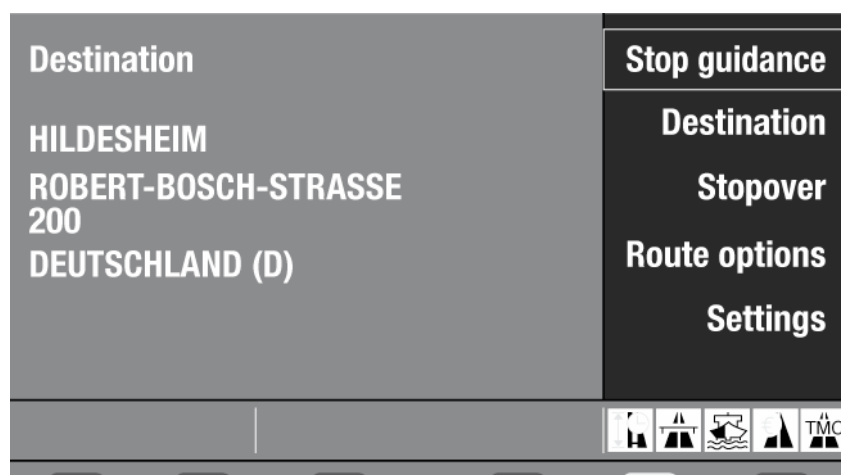 Destination
HILDESHEIM
ROBERT-BOSCH-STRASSE
200
DEUTSCHLAND (D)
Stop guidance
Destination
Stopover
Route options
Settings
TMC